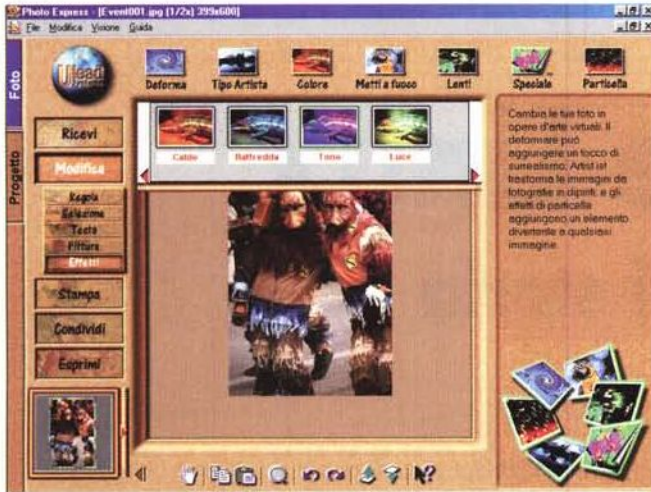 Photo Express - [Event001.jpg (1/2x) 399x600]
File Modifica Visione Guida
Foto
Progetto
Ulead
Deforma
Tipo Artista
Colore
Metti a fuoco
Lenti
Speciale
Particella
Ricevi
Modifica
Regola
Selezione
Testo
Pittura
Effetti
Stampa
Condividi
Esprimi
Caldo
Raffredda
Tono
Luce
Cambia le tue foto in
opere d'arte virtuali. Il
deformare può
aggiungere un tocco di
surrealismo; Artist ist
trasforma le immagini da
fotografie in dipinti, e gli
effetti di particella
aggiungono un elemento
divertente a qualsiasi
immagine.